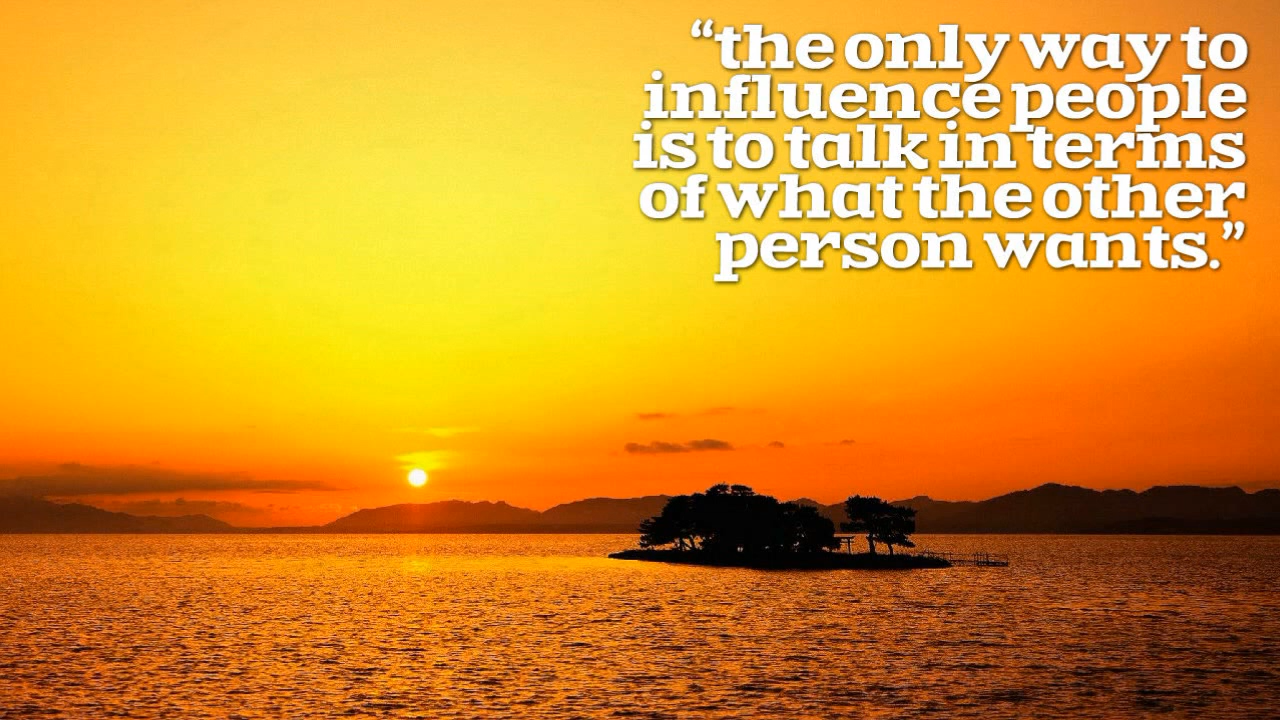 “the only way to
influence people
is to talk in terms
of what the other
person wants.”